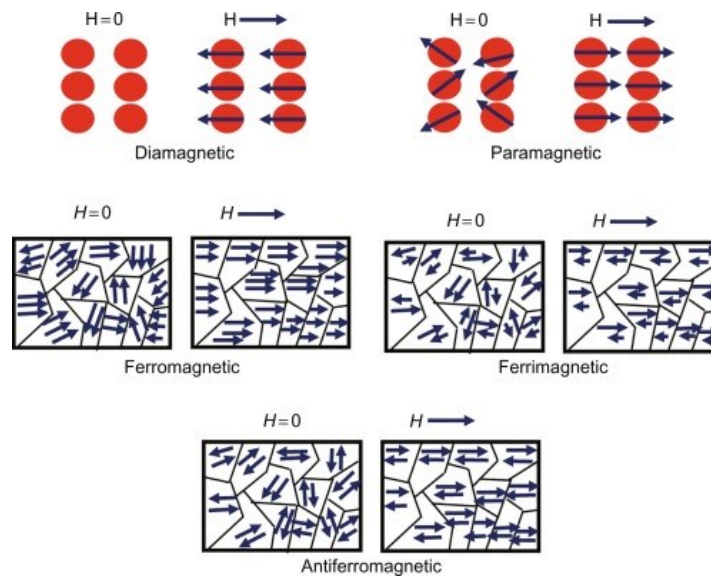 H=0 H H=0 H
Diamagnetic Paramagnetic
H=0 H H=0 H
Ferromagnetic Ferrimagnetic
H=0 H
Antiferromagnetic